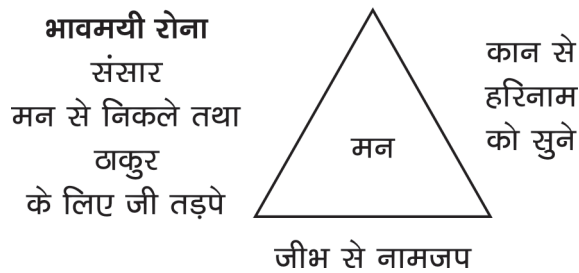 भावमयी रोना
संसार
मन से निकले तथा
ठाकुर
के लिए जी तड़पे
मन
कान से
हरिनाम
को सुने
जीभ से नामजप